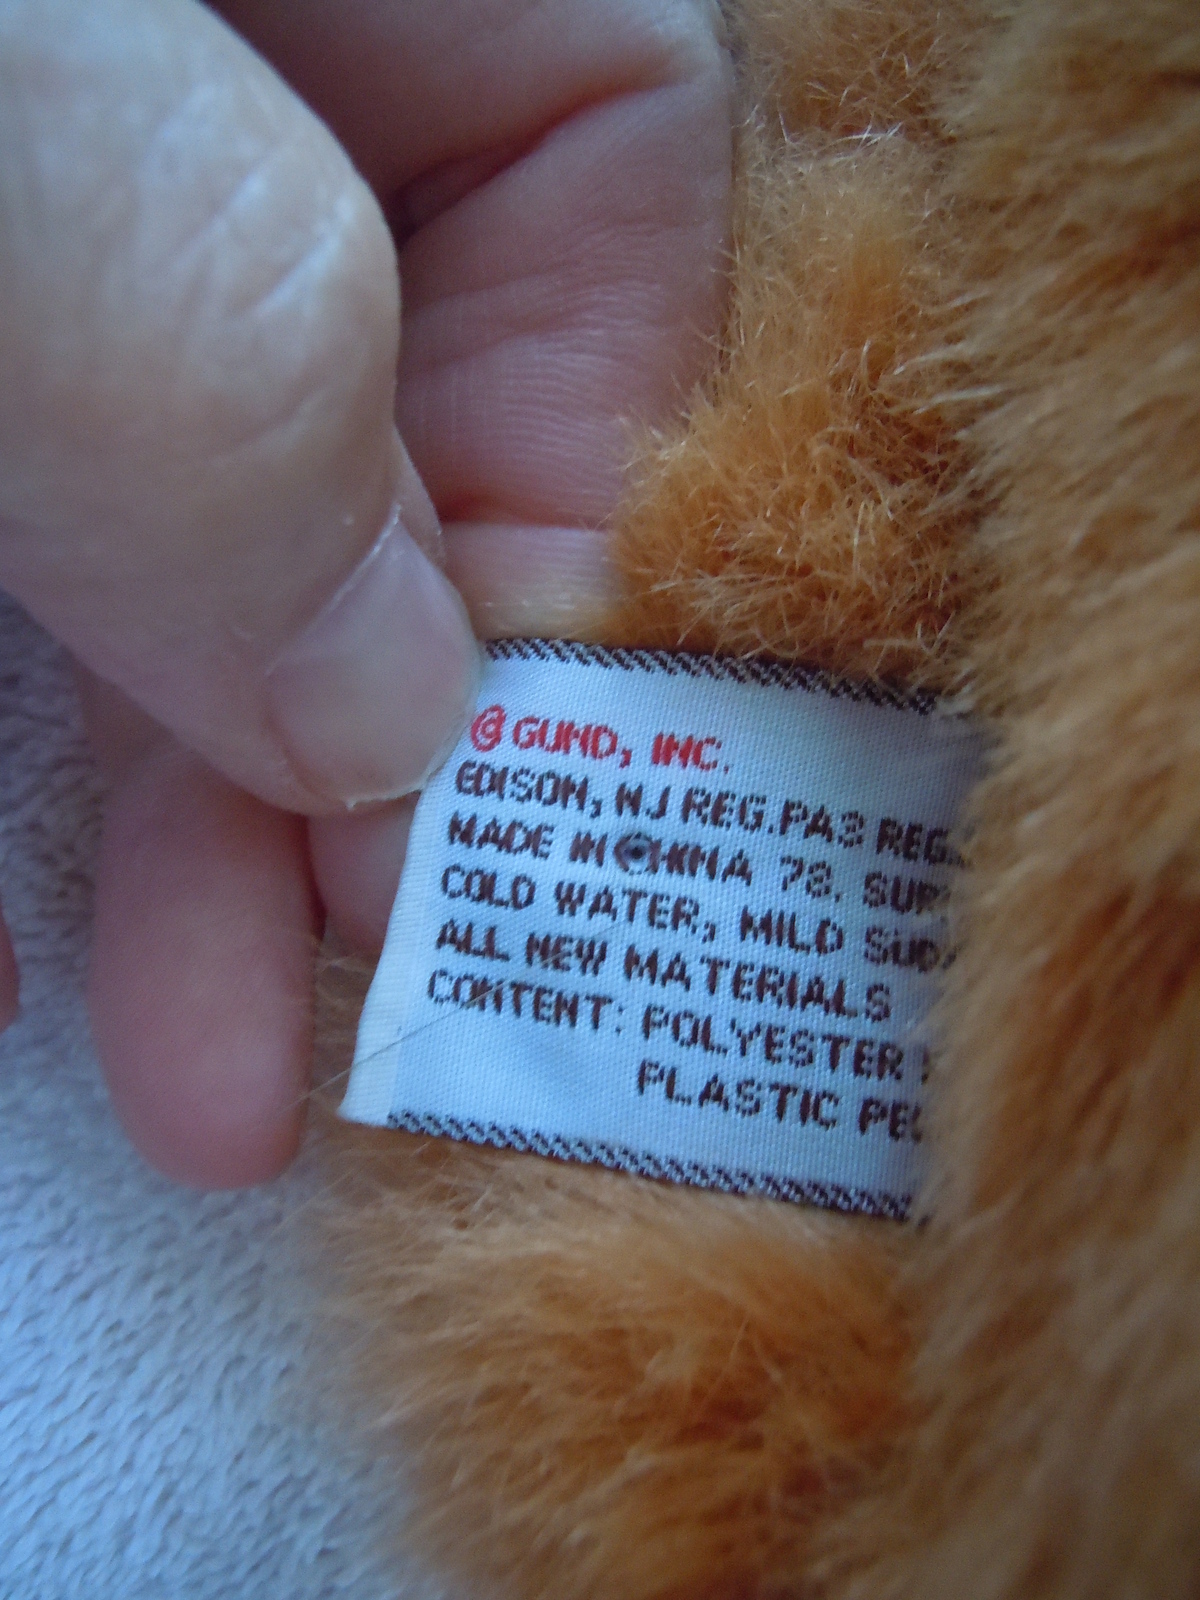 © GUND, INC.
EDISON, NJ REG.PA2 REG.
MADE IN CHINA 78. SUR
COLD WATER, MILD SUD
ALL NEW MATERIALS
CONTENT: POLYESTER
PLASTIC PE